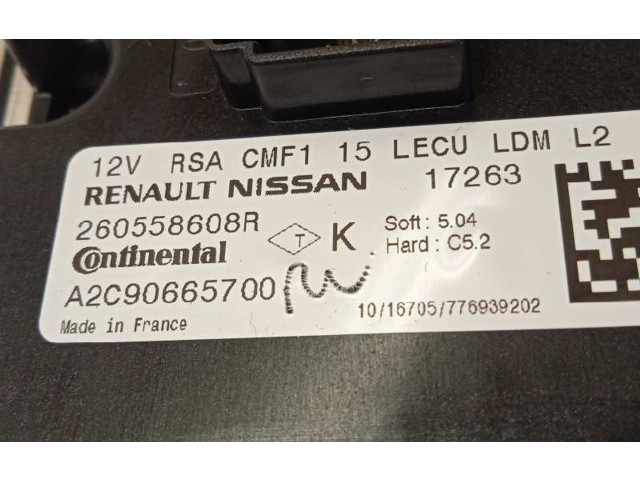 12V RSA CMF1 15 LECU LDM L2
RENAULT NISSAN 17263
260558608R
Continental
T K
Soft: 5.04
Hard: C5.2
A2C90665700
10/16705/776939202
Made in France